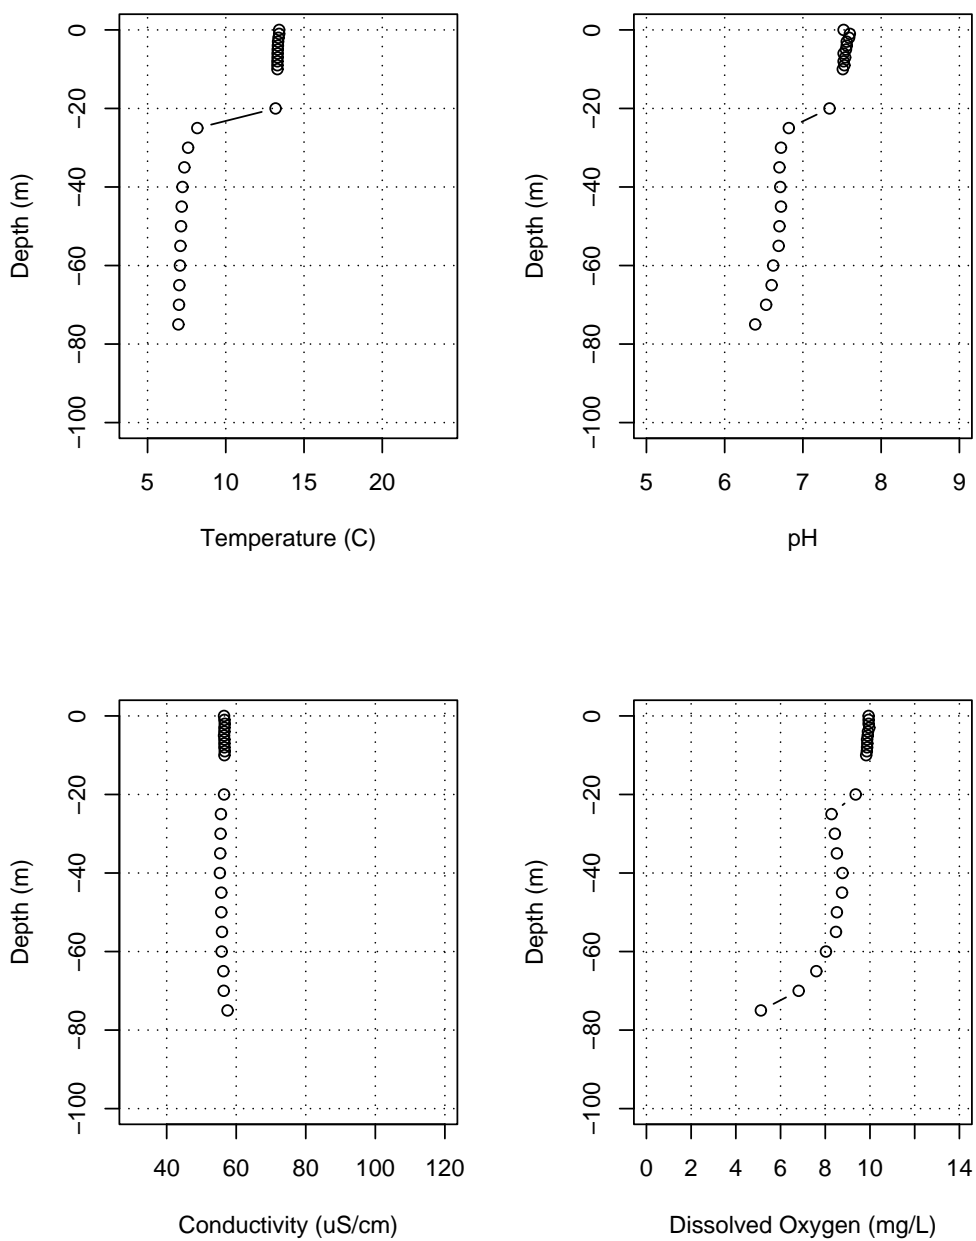 0
−20
−40
−60
−80
−100
Depth (m)
5 10 15 20
Temperature (C)
0
−20
−40
−60
−80
−100
Depth (m)
5 6 7 8 9
pH
0
−20
−40
−60
−80
−100
Depth (m)
40 60 80 100 120
Conductivity (uS/cm)
0
−20
−40
−60
−80
−100
Depth (m)
0 2 4 6 8 10 14
Dissolved Oxygen (mg/L)